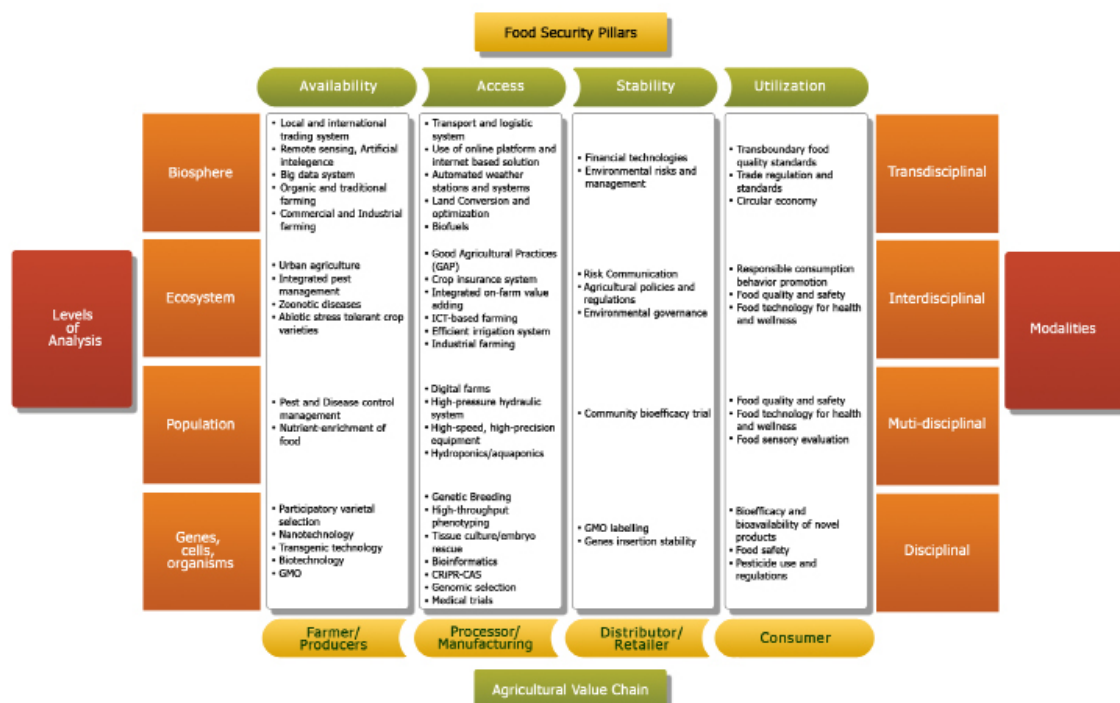 Food Security Pillars
Availability
Access
Stability
Utilization
Levels
of
Analysis
Biosphere
• Local and international
trading system
• Remote sensing, Artificial
intelegence
• Big data system
• Organic and traditional
farming
• Commercial and Industrial
farming
• Transport and logistic
system
• Use of online platform and
internet based solution
• Automated weather
stations and systems
• Land Conversion and
optimization
• Biofuels
• Financial technologies
• Environmental risks and
management
• Transboundary food
quality standards
• Trade regulation and
standards
• Circular economy
Transdisciplinal
Ecosystem
• Urban agriculture
• Integrated pest
management
• Zoonotic diseases
• Abiotic stress tolerant crop
varieties
• Good Agricultural Practices
(GAP)
• Crop insurance system
• Integrated on-farm value
adding
• ICT-based farming
• Efficient irrigation system
• Industrial farming
• Risk Communication
• Agricultural policies and
regulations
• Environmental governance
• Responsible consumption
behavior promotion
• Food quality and safety
• Food technology for health
and wellness
Interdisciplinal
Modalities
Population
• Pest and Disease control
management
• Nutrient-enrichment of
food
• Digital farms
• High-pressure hydraulic
system
• High-speed, high-precision
equipment
• Hydroponics/aquaponics
• Community bioefficacy trial
• Food quality and safety
• Food technology for health
and wellness
• Food sensory evaluation
Muti-disciplinal
Genes,
cells,
organisms
• Participatory varietal
selection
• Nanotechnology
• Transgenic technology
• Biotechnology
• GMO
• Genetic Breeding
• High-throughput
phenotyping
• Tissue culture/embryo
rescue
• Bioinformatics
• CRiPR-CAS
• Genomic selection
• Medical trials
• GMO labelling
• Genes insertion stability
• Bioefficacy and
bioavailability of novel
products
• Food safety
• Pesticide use and
regulations
Disciplinal
Farmer/
Producers
Processor/
Manufacturing
Distributor/
Retailer
Consumer
Agricultural Value Chain